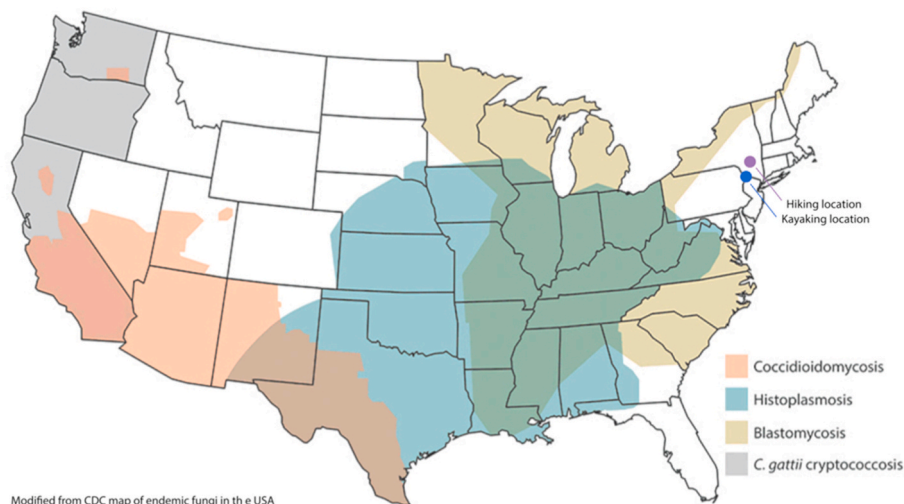 Hiking location
Kayaking location
Coccidioidomycosis
Histoplasmosis
Blastomycosis
C. gattii cryptococcosis
Modified from CDC map of endemic fungi in th e USA